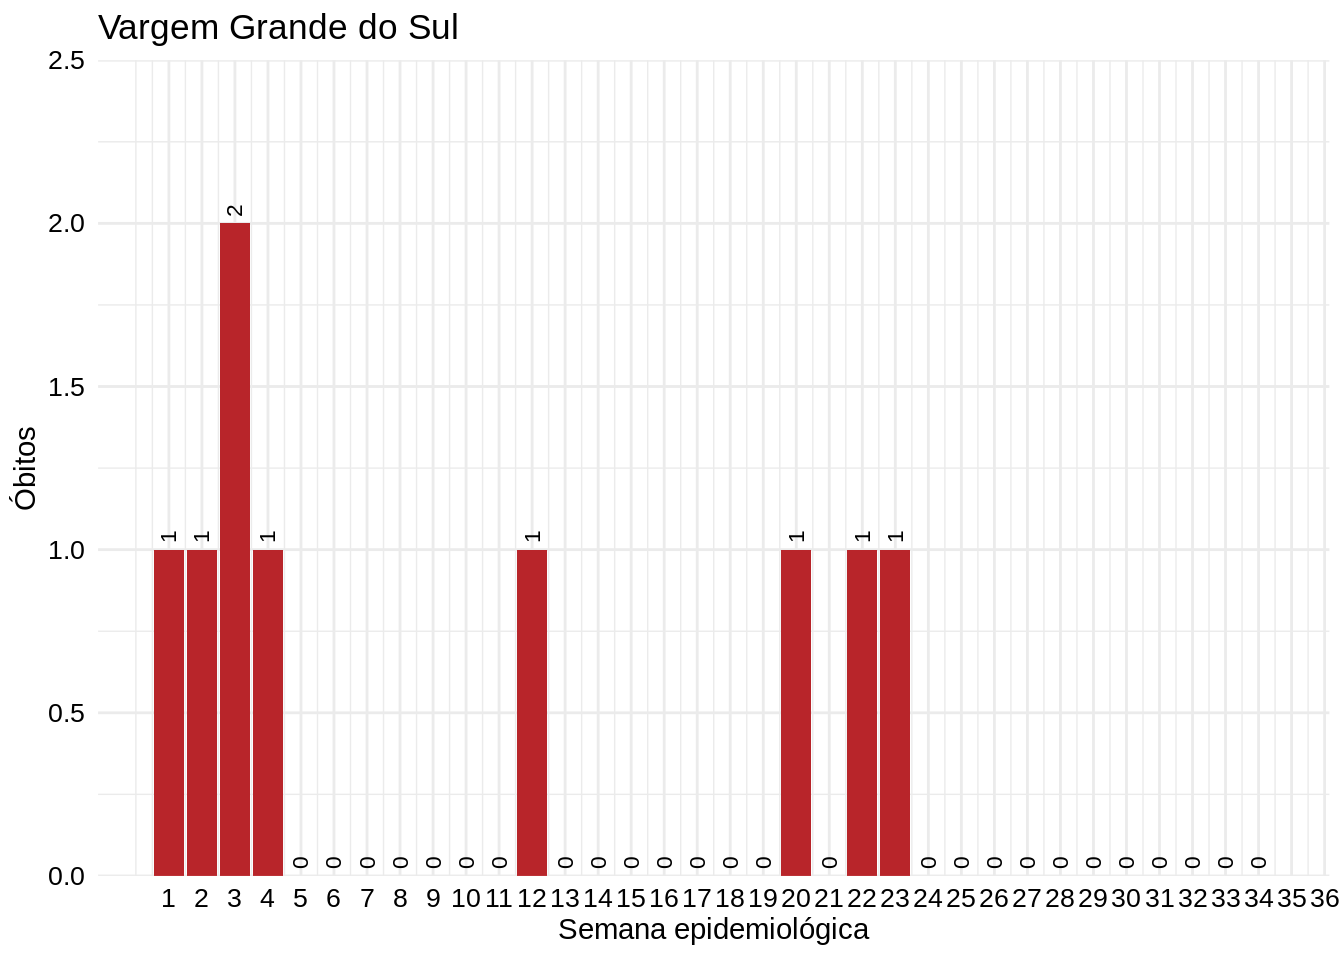 Vargem Grande do Sul
2.5
2.0
1.5
1.0
0.5
0.0
Óbitos
1 1 2 1 0 0 0 0 0 0 0 1 0 0 0 0 0 0 0 1 0 1 1 0 0 0 0 0 0 0 0 0 0 0
1 2 3 4 5 6 7 8 9 10 11 12 13 14 15 16 17 18 19 20 21 22 23 24 25 26 27 28 29 30 31 32 33 34 35 36
Semana epidemiológica